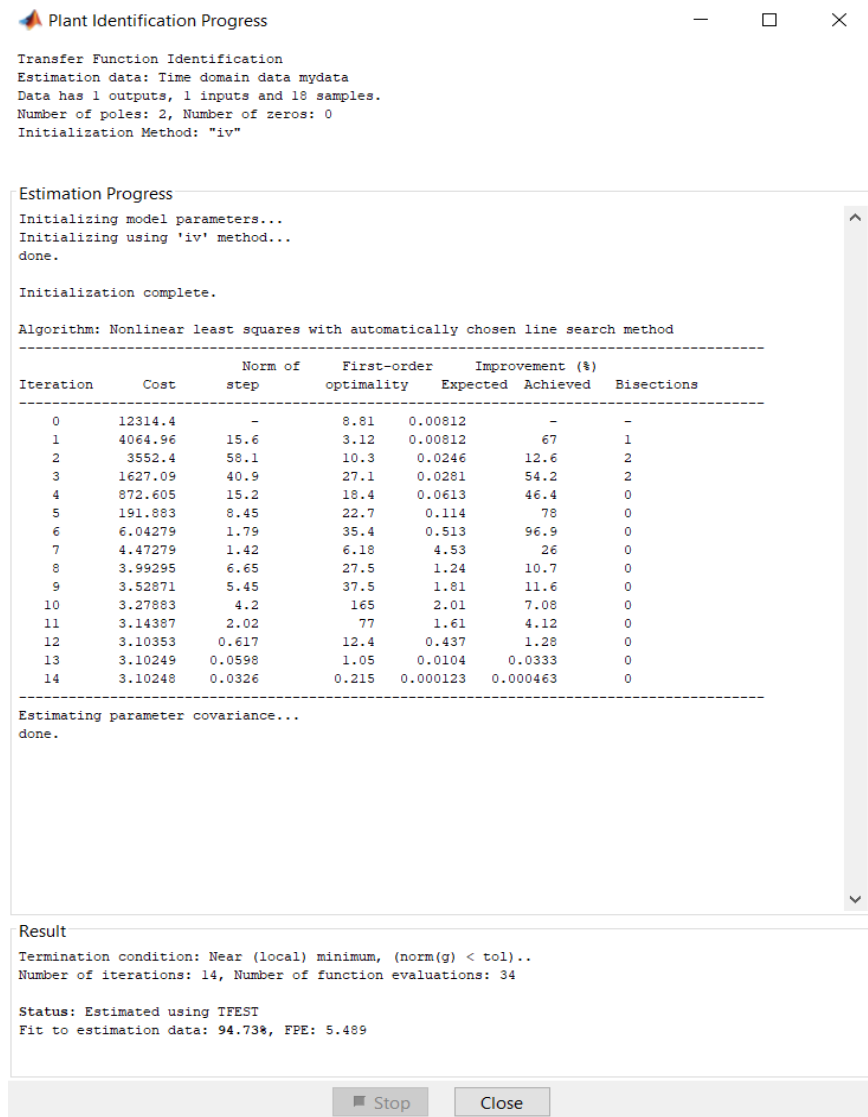 Plant Identification Progress
Transfer Function Identification
Estimation data: Time domain data mydata
Data has 1 outputs, 1 inputs and 18 samples.
Number of poles: 2, Number of zeros: 0
Initialization Method: "iv"
Estimation Progress
Initializing model parameters...
Initializing using 'iv' method...
done.
Initialization complete.
Algorithm: Nonlinear least squares with automatically chosen line search method
------------------------------------------------------------------------------------------
Norm of First-order Improvement (%)
Iteration Cost step optimality Expected Achieved Bisections
------------------------------------------------------------------------------------------
0 12314.4 - 8.81 0.00812 - -
1 4064.96 15.6 3.12 0.00812 67 1
2 3552.4 58.1 10.3 0.0246 12.6 2
3 1627.09 40.9 27.1 0.0281 54.2 2
4 872.605 15.2 18.4 0.0613 46.4 0
5 191.883 8.45 22.7 0.114 78 0
6 6.04279 1.79 35.4 0.513 96.9 0
7 4.47279 1.42 6.18 4.53 26 0
8 3.99295 6.65 27.5 1.24 10.7 0
9 3.52871 5.45 37.5 1.81 11.6 0
10 3.27883 4.2 165 2.01 7.08 0
11 3.14387 2.02 77 1.61 4.12 0
12 3.10353 0.617 12.4 0.437 1.28 0
13 3.10249 0.0598 1.05 0.0104 0.0333 0
14 3.10248 0.0326 0.215 0.000123 0.000463 0
------------------------------------------------------------------------------------------
Estimating parameter covariance...
done.
Result
Termination condition: Near (local) minimum, (norm(g) < tol)..
Number of iterations: 14, Number of function evaluations: 34
Status: Estimated using TFEST
Fit to estimation data: 94.73%, FPE: 5.489
Stop Close